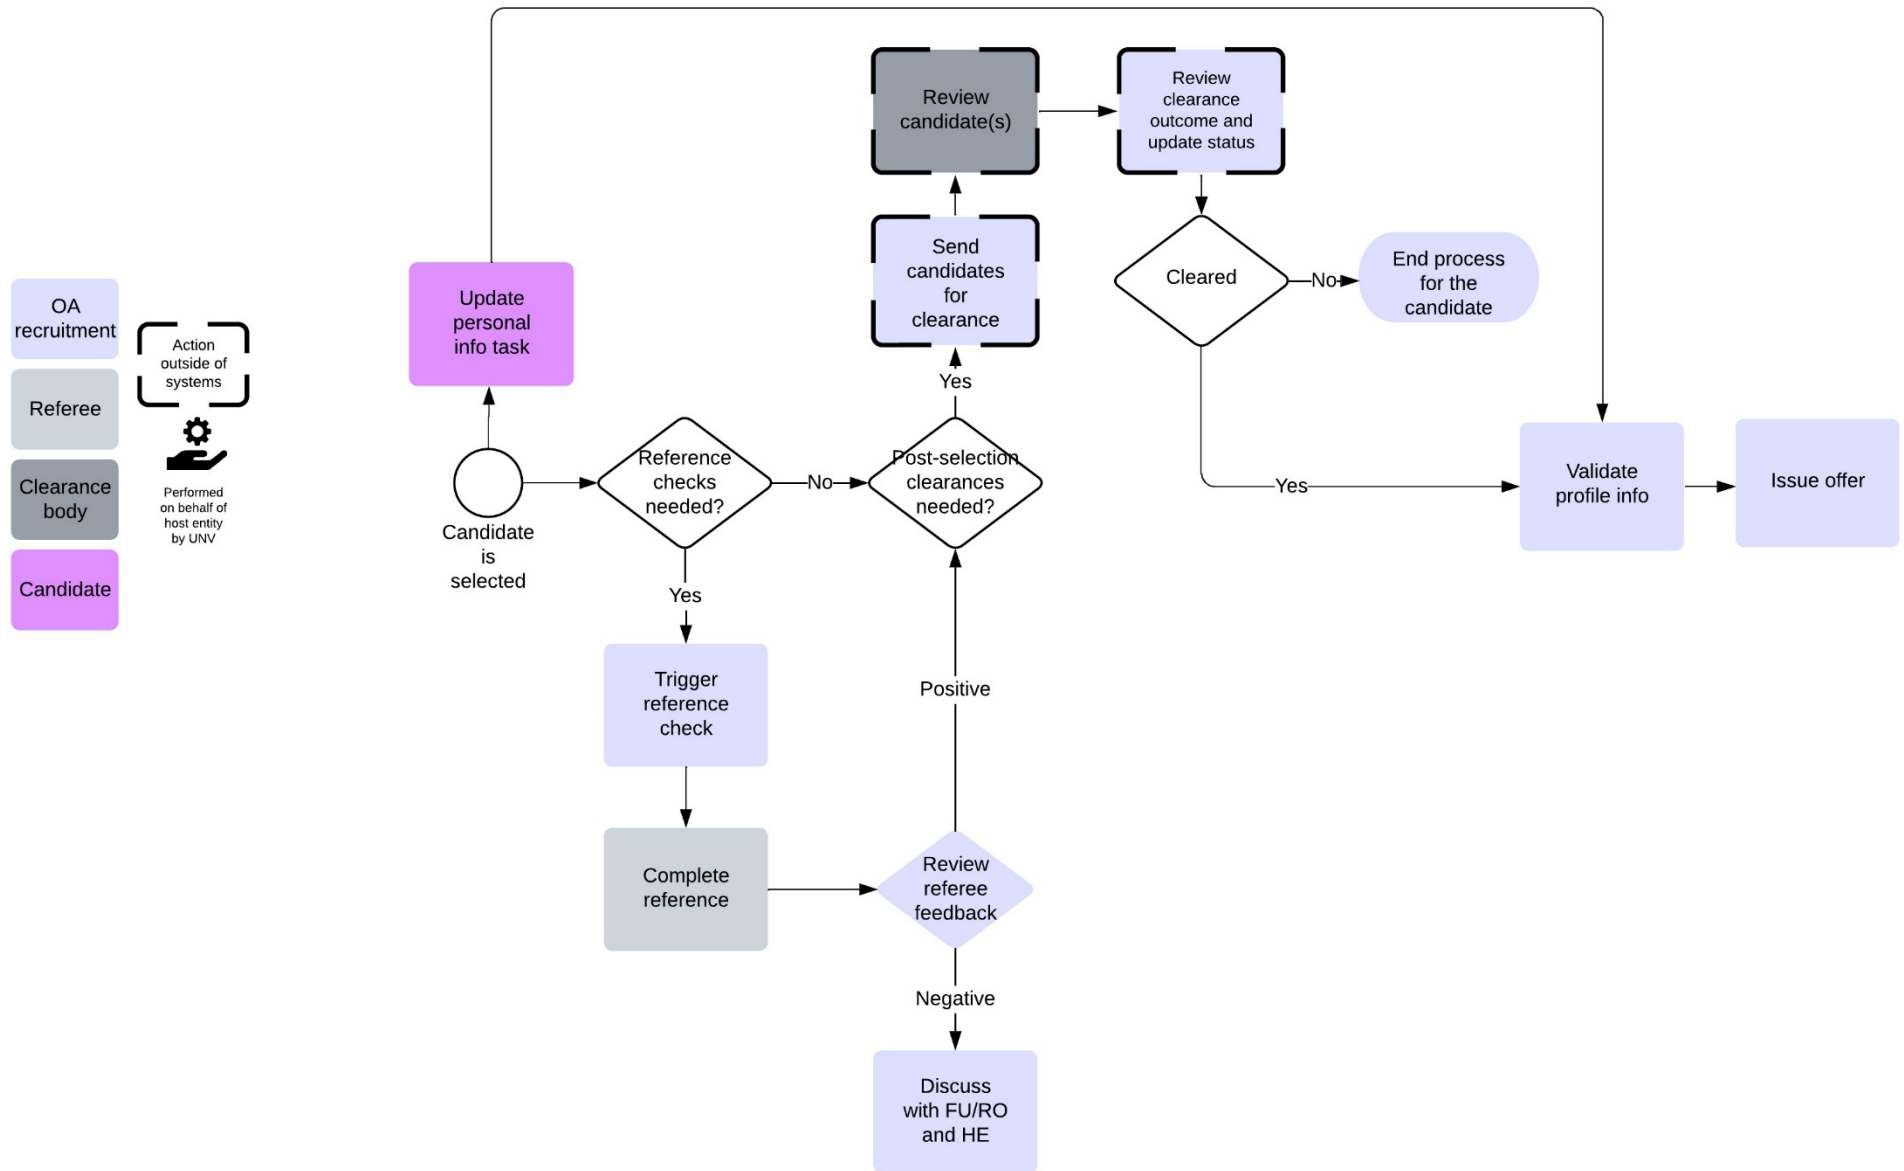 OA
recruitment
Referee
Clearance
body
Candidate
Action
outside of
systems
Performed
on behalf of
host entity
by UNV
Update
personal
info task
Candidate
is
selected
Reference
checks
needed?
No
Yes
Trigger
reference
check
Complete
reference
Review
referee
feedback
Positive
Negative
Discuss
with FU/RO
and HE
Post-selection
clearances
needed?
Yes
Send
candidates
for
clearance
Review
candidate(s)
Review
clearance
outcome and
update status
Cleared
No
End process
for the
candidate
Yes
Validate
profile info
Issue offer